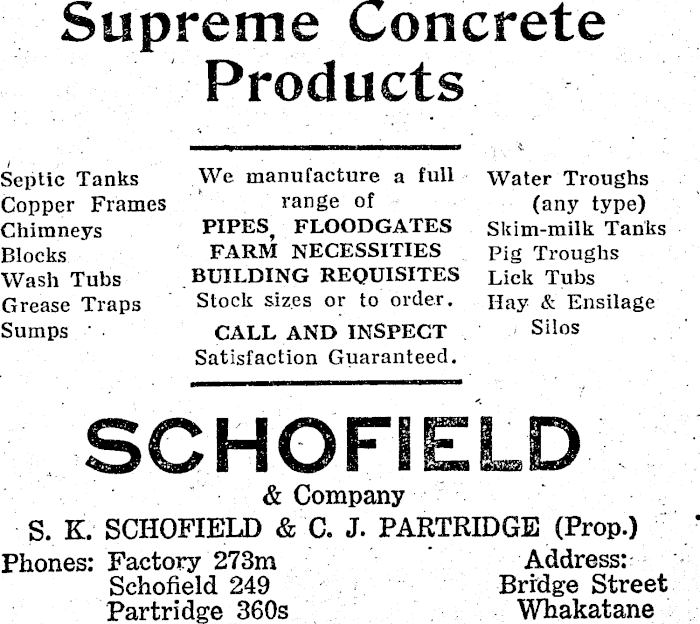 Supreme Concrete
Products
Septic Tanks
Copper Frames
Chimneys
Blocks
Wash Tubs
Grease Traps
Sumps
We manufacture a full
range of
PIPES, FLOODGATES
FARM NECESSITIES
BUILDING REQUISITES
Stock sizes or to order.
CALL AND INSPECT
Satisfaction Guaranteed.
Water Troughs
(any type)
Skim-milk Tanks
Pig Troughs
Lick Tubs
Hay & Ensilage
Silos
SCHOFIELD
& Company
S. K. SCHOFIELD & C. J. PARTRIDGE (Prop.)
Phones: Factory 273m
Schofield 249
Partridge 360s
Address:
Bridge Street
Whakatane